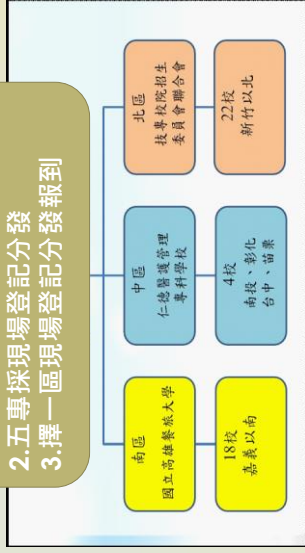 2.五專採現場登記分發
3.擇一區現場登記分發報到
北區
技專校院招生
委員會聯合會
22校
新竹以北
中區
仁德醫護管理
專科學校
4校
南投、彰化
台中、苗栗
南區
國立高雄餐旅大學
18校
嘉義以南